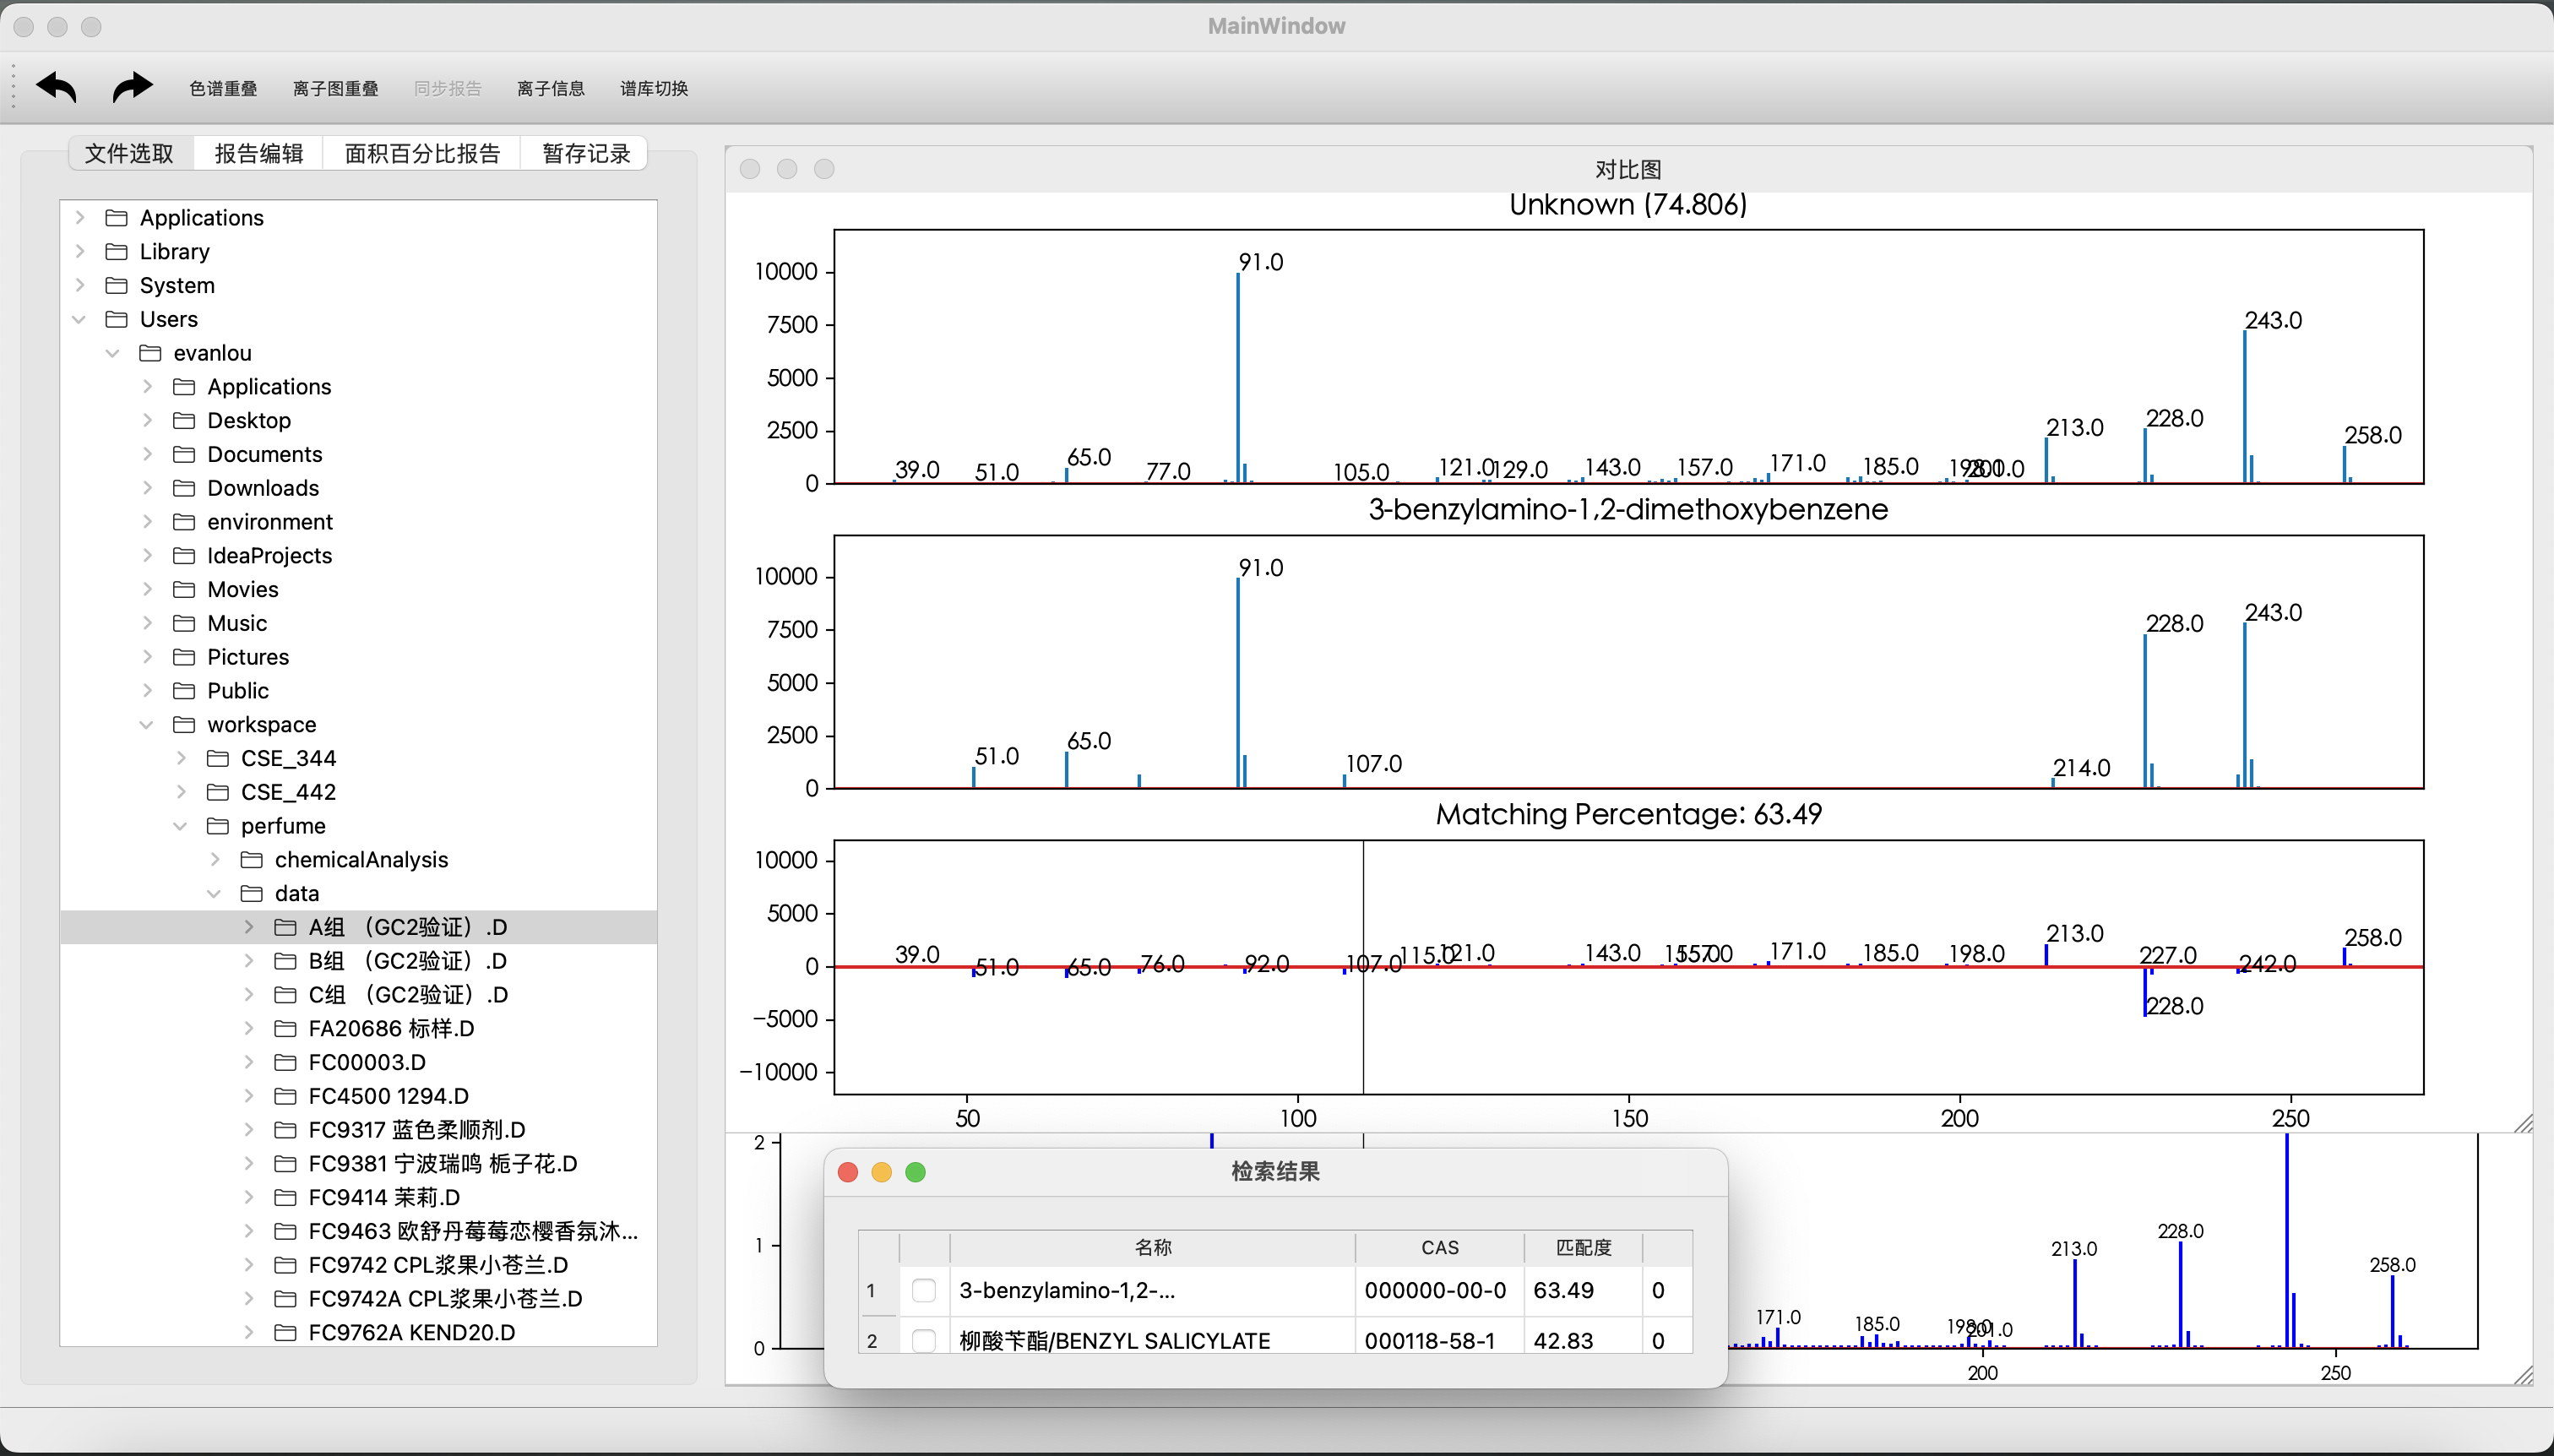 MainWindow
色谱重叠 离子图重叠 同步报告 离子信息 谱库切换
文件选取 报告编辑 面积百分比报告 暂存记录
Applications
Library
System
Users
evanlou
Applications
Desktop
Documents
Downloads
environment
IdeaProjects
Movies
Music
Pictures
Public
workspace
CSE_344
CSE_442
perfume
chemicalAnalysis
data
A组 （GC2验证）.D
B组 （GC2验证）.D
C组 （GC2验证）.D
FA20686 标样.D
FC00003.D
FC4500 1294.D
FC9317 蓝色柔顺剂.D
FC9381 宁波瑞鸣 栀子花.D
FC9414 茉莉.D
FC9463 欧舒丹莓莓恋樱香氛沐...
FC9742 CPL浆果小苍兰.D
FC9742A CPL浆果小苍兰.D
FC9762A KEND20.D
对比图
Unknown (74.806)
10000
7500
5000
2500
0
39.0 51.0 65.0 77.0 91.0 105.0 121.0 129.0 143.0 157.0 171.0 185.0 198.0 201.0 213.0 228.0 243.0 258.0
3-benzylamino-1,2-dimethoxybenzene
10000
7500
5000
2500
0
51.0 65.0 91.0 107.0 214.0 228.0 243.0
Matching Percentage: 63.49
10000
5000
0
−5000
−10000
39.0 51.0 65.0 76.0 92.0 107.0 115.0 121.0 143.0 155.0 157.0 171.0 185.0 198.0 213.0 227.0 228.0 242.0 258.0
50 100 150 200 250
2
1
0
171.0 185.0 198.0 201.0 213.0 228.0 258.0
200 250
检索结果
名称 CAS 匹配度
1 3-benzylamino-1,2-... 000000-00-0 63.49 0
2 柳酸苄酯/BENZYL SALICYLATE 000118-58-1 42.83 0